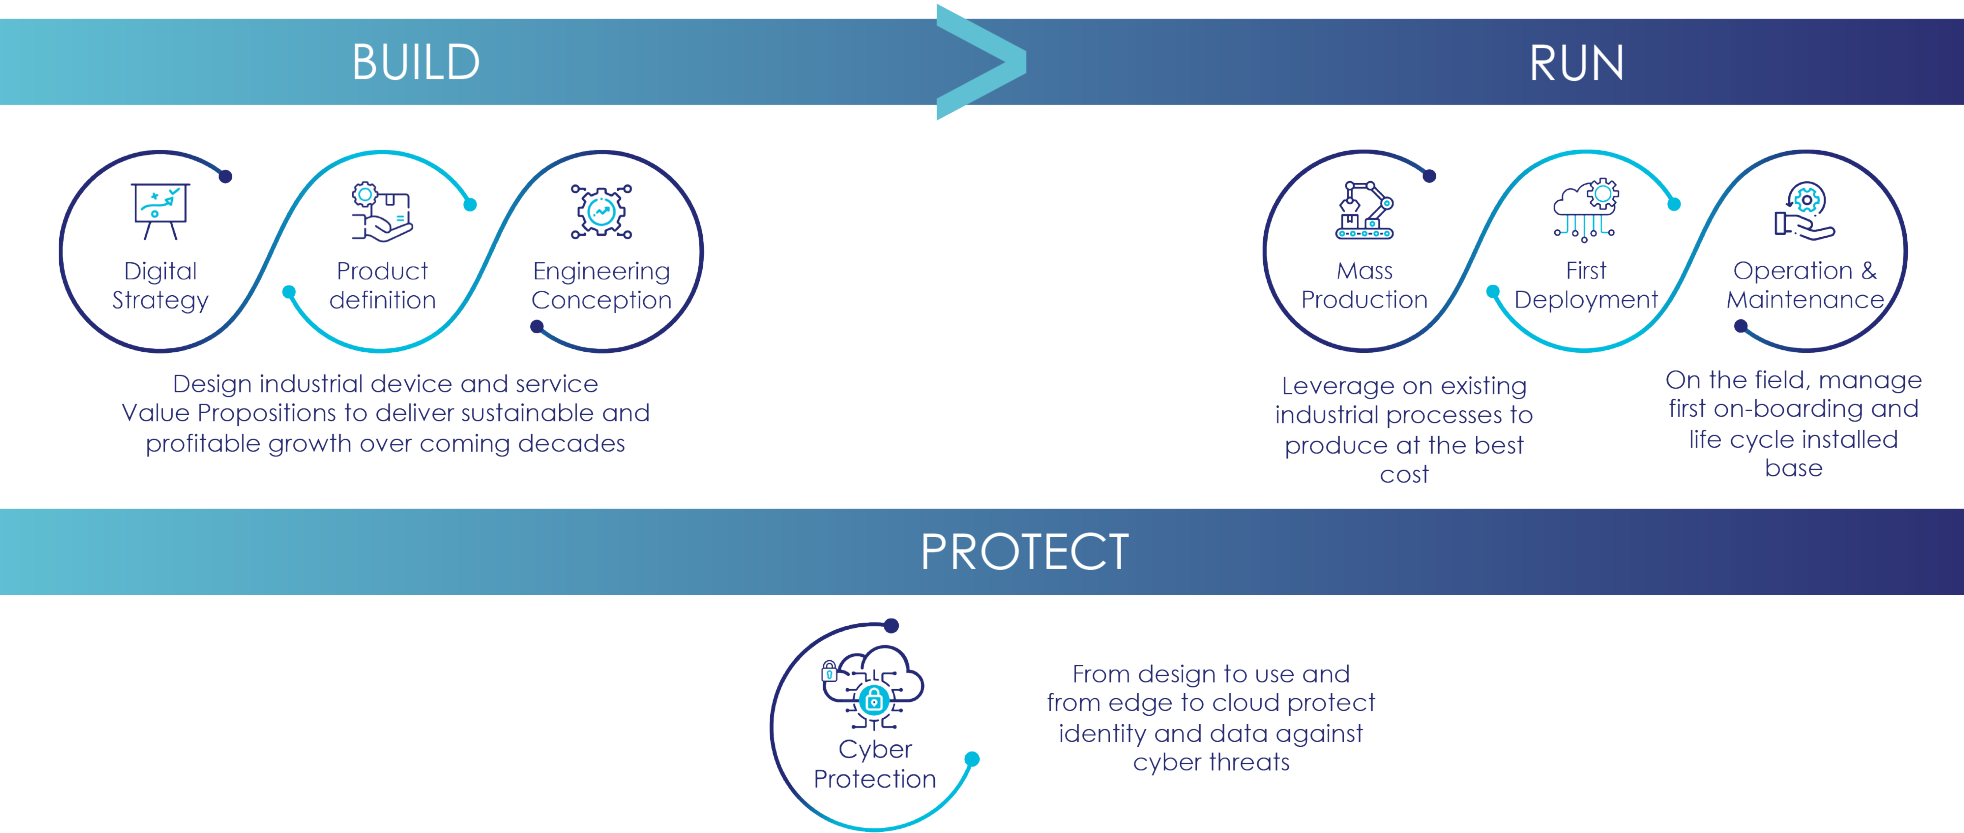 BUILD
RUN
Digital
Strategy
Product
definition
Engineering
Conception
Design industrial device and service
Value Propositions to deliver sustainable and
profitable growth over coming decades
Mass
Production
First
Deployment
Operation &
Maintenance
Leverage on existing
industrial processes to
produce at the best
cost
On the field, manage
first on-boarding and
life cycle installed
base
PROTECT
Cyber
Protection
From design to use and
from edge to cloud protect
identity and data against
cyber threats